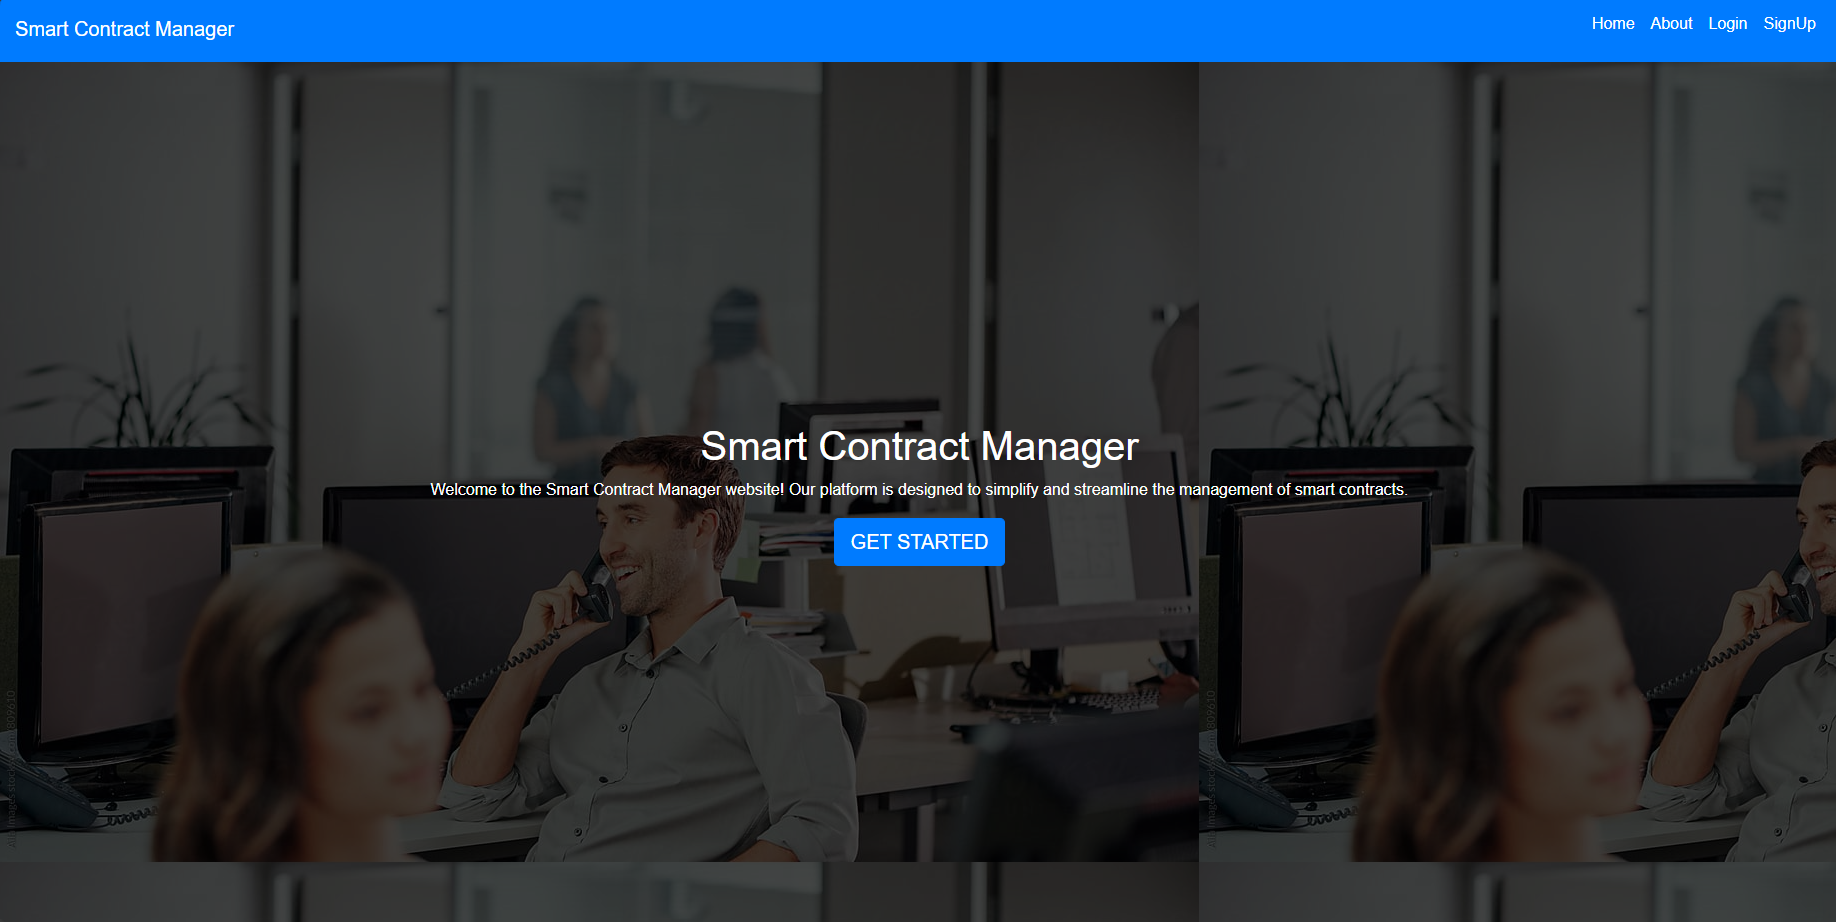 Smart Contract Manager
Home About Login SignUp
Smart Contract Manager
Welcome to the Smart Contract Manager website! Our platform is designed to simplify and streamline the management of smart contracts.
GET STARTED